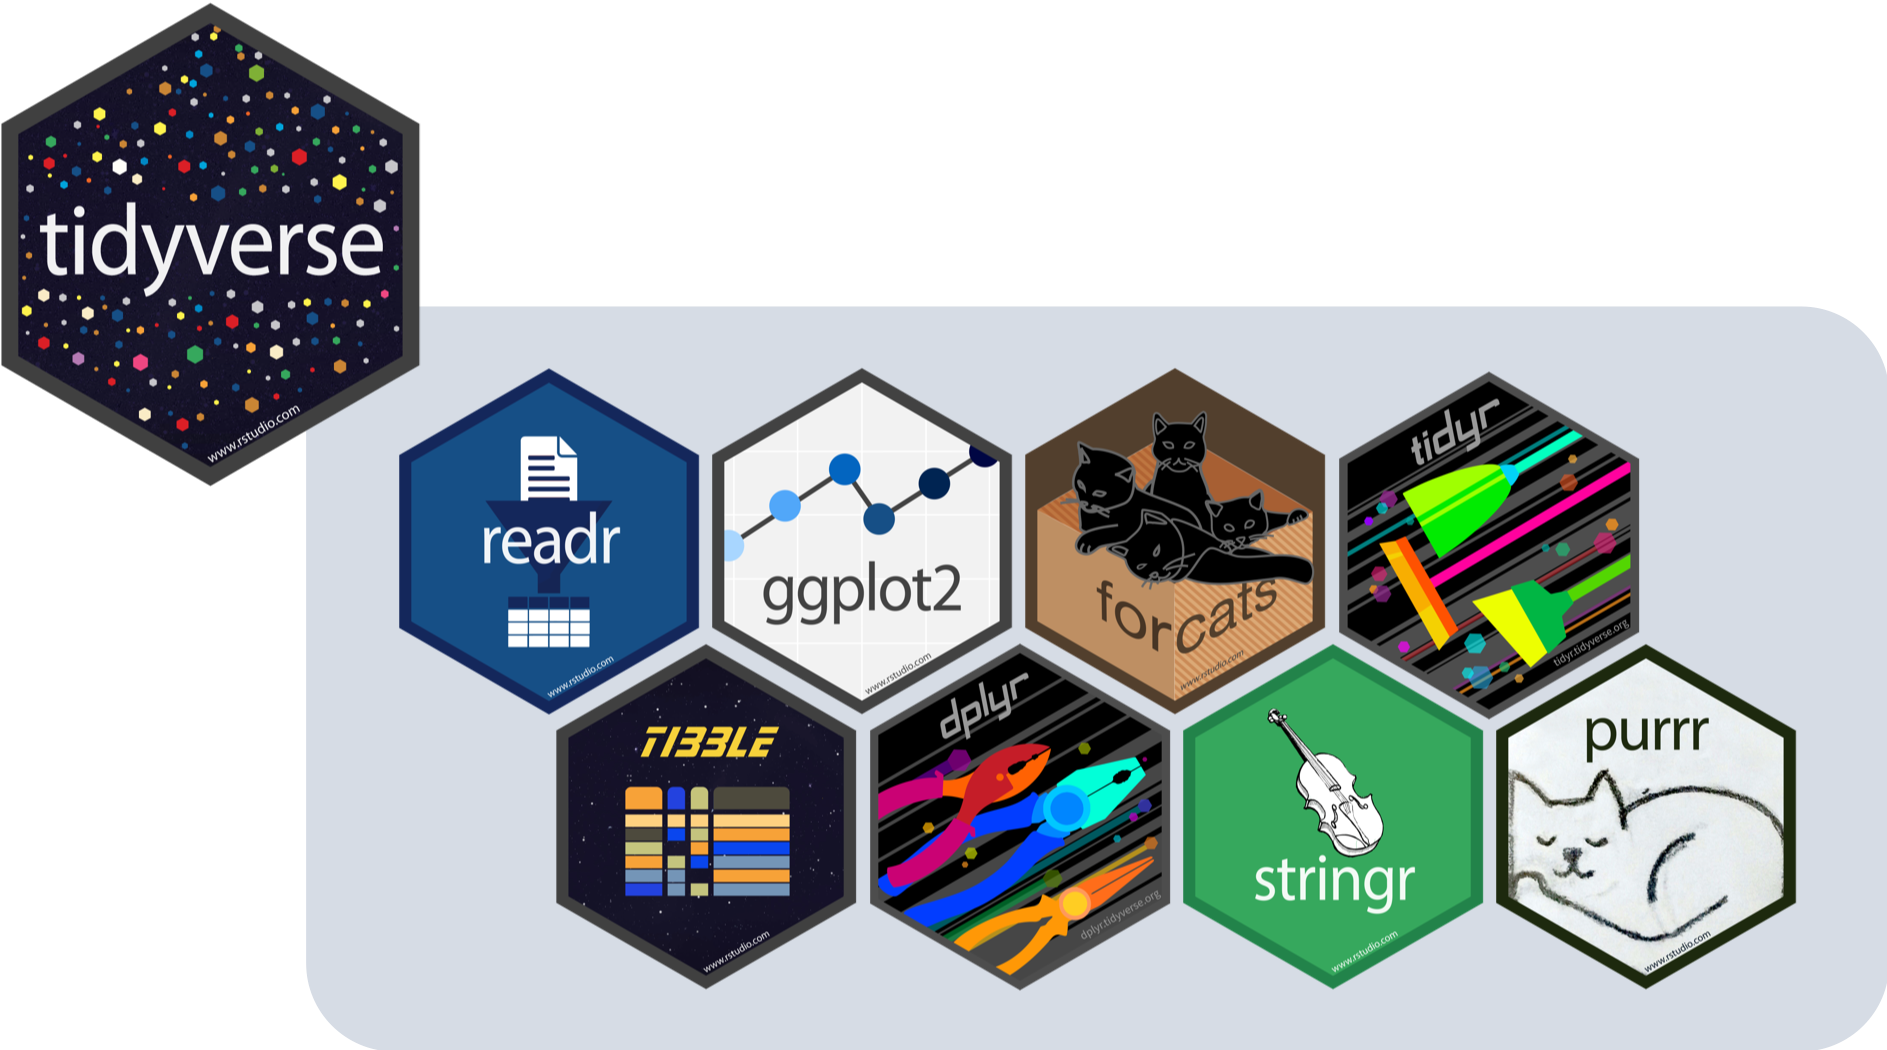 tidyverse
www.rstudio.com
readr
www.rstudio.com
ggplot2
www.rstudio.com
forcats
www.rstudio.com
tidyr
tidyr.tidyverse.org
TIBBLE
www.rstudio.com
dplyr
dplyr.tidyverse.org
stringr
www.rstudio.com
purrr
www.rstudio.com